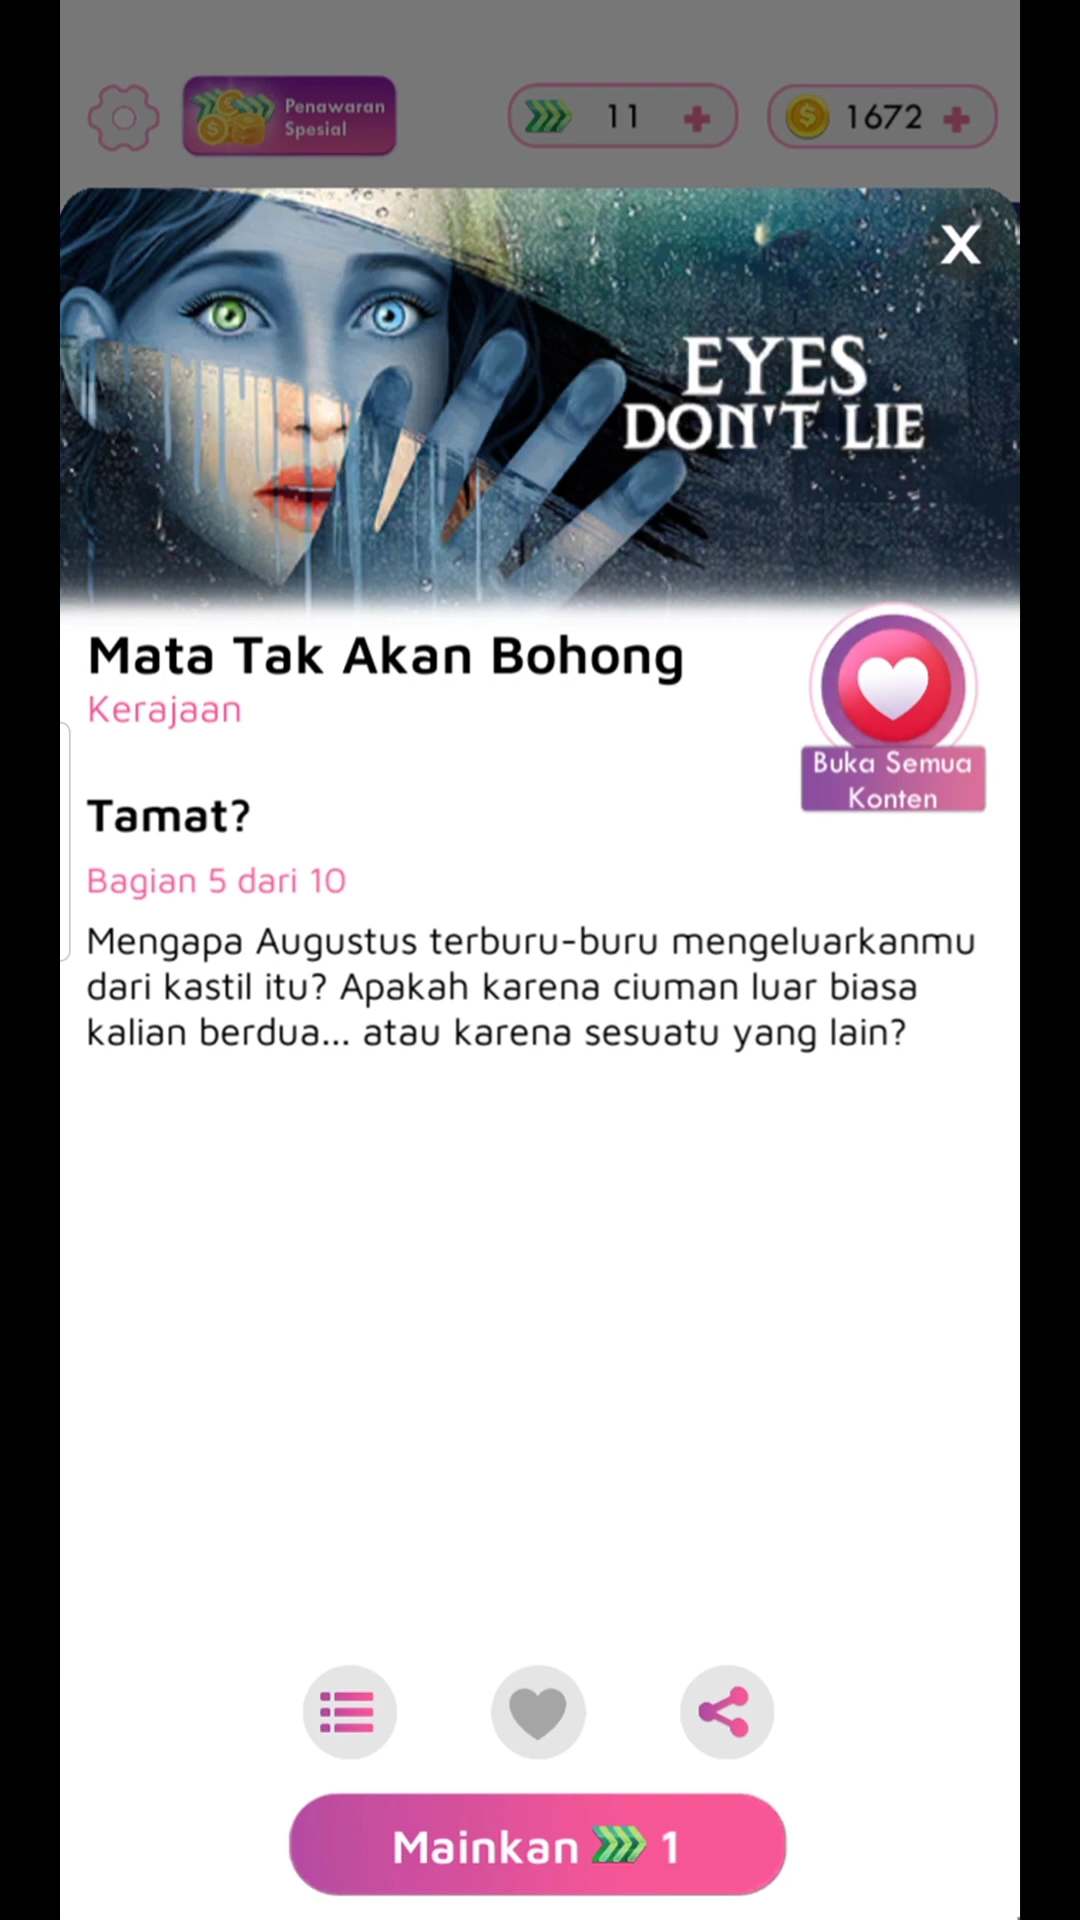 Penawaran
Spesial
11
1672
X
EYES
DON'T LIE
Mata Tak Akan Bohong
Kerajaan
Buka Semua
Konten
Tamat?
Bagian 5 dari 10
Mengapa Augustus terburu-buru mengeluarkanmu
dari kastil itu? Apakah karena ciuman luar biasa
kalian berdua... atau karena sesuatu yang lain?
Mainkan 1